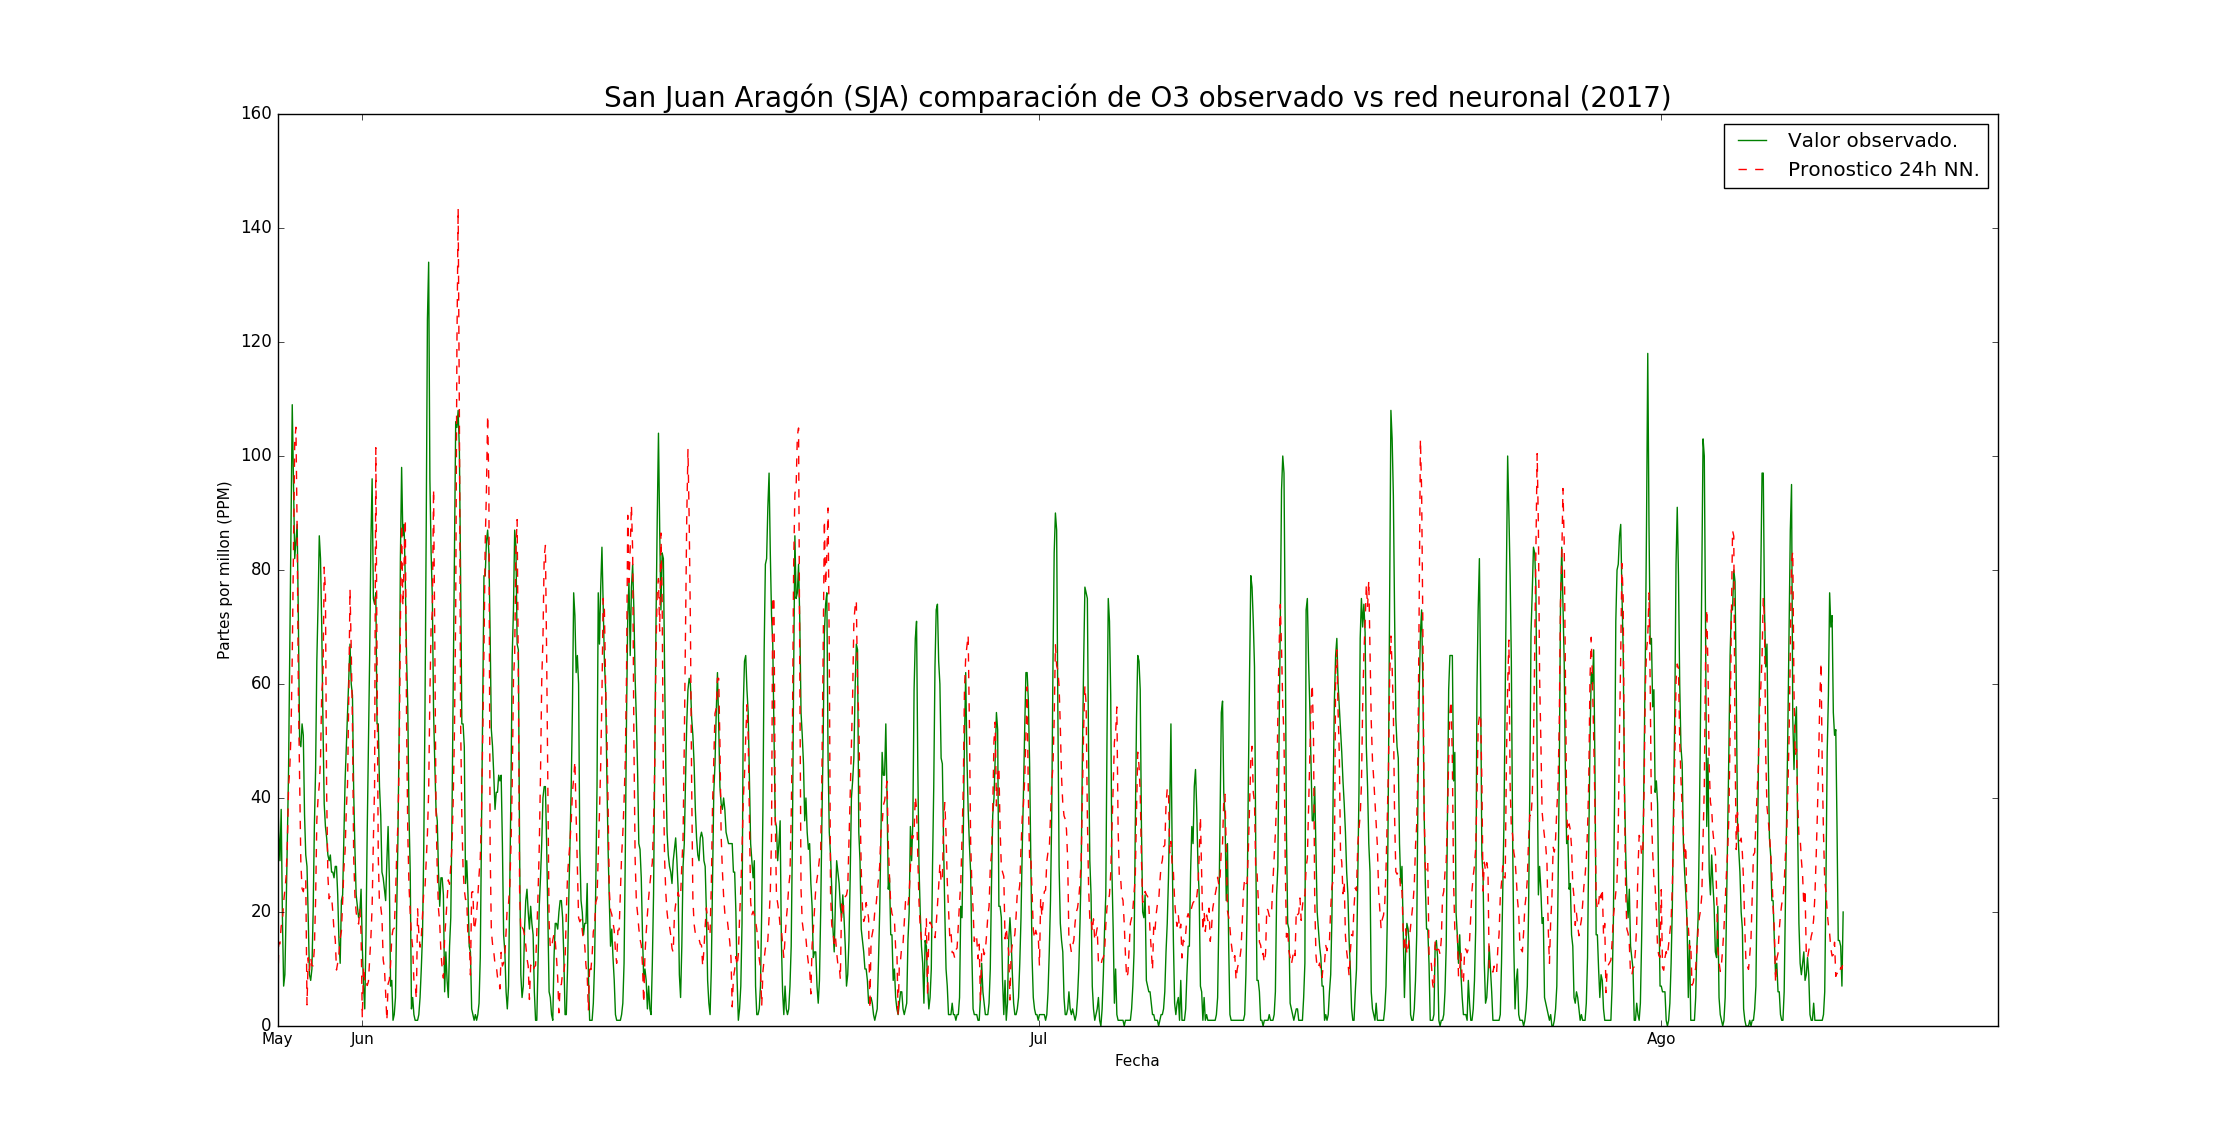 San Juan Aragón (SJA) comparación de O3 observado vs red neuronal (2017)
160
140
120
100
80
60
40
20
0
Partes por millon (PPM)
Valor observado.
Pronostico 24h NN.
May
Jun
Jul
Ago
Fecha